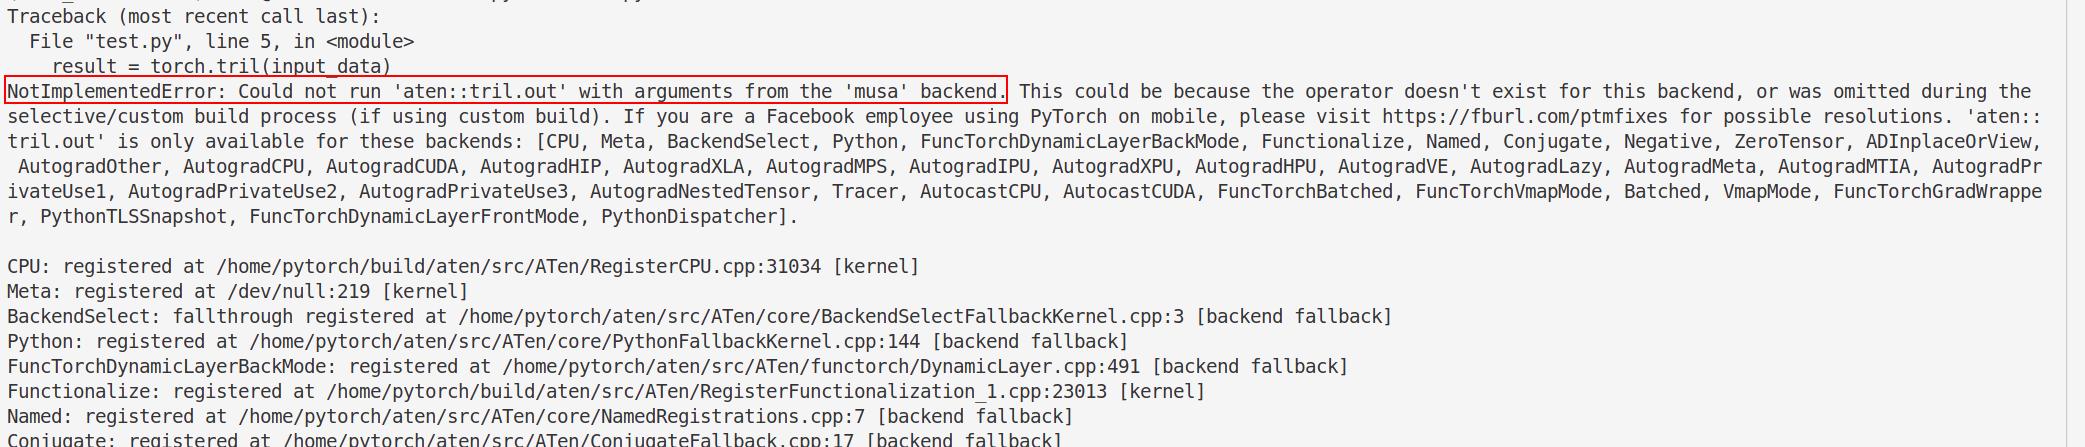 Traceback (most recent call last):
  File "test.py", line 5, in <module>
    result = torch.tril(input_data)
NotImplementedError: Could not run 'aten::tril.out' with arguments from the 'musa' backend. This could be because the operator doesn't exist for this backend, or was omitted during the
selective/custom build process (if using custom build). If you are a Facebook employee using PyTorch on mobile, please visit https://fburl.com/ptmfixes for possible resolutions. 'aten::
tril.out' is only available for these backends: [CPU, Meta, BackendSelect, Python, FuncTorchDynamicLayerBackMode, Functionalize, Named, Conjugate, Negative, ZeroTensor, ADInplaceOrView,
 AutogradOther, AutogradCPU, AutogradCUDA, AutogradHIP, AutogradXLA, AutogradMPS, AutogradIPU, AutogradXPU, AutogradHPU, AutogradVE, AutogradLazy, AutogradMeta, AutogradMTIA, AutogradPr
ivateUse1, AutogradPrivateUse2, AutogradPrivateUse3, AutogradNestedTensor, Tracer, AutocastCPU, AutocastCUDA, FuncTorchBatched, FuncTorchVmapMode, Batched, VmapMode, FuncTorchGradWrappe
r, PythonTLSSnapshot, FuncTorchDynamicLayerFrontMode, PythonDispatcher].

CPU: registered at /home/pytorch/build/aten/src/ATen/RegisterCPU.cpp:31034 [kernel]
Meta: registered at /dev/null:219 [kernel]
BackendSelect: fallthrough registered at /home/pytorch/aten/src/ATen/core/BackendSelectFallbackKernel.cpp:3 [backend fallback]
Python: registered at /home/pytorch/aten/src/ATen/core/PythonFallbackKernel.cpp:144 [backend fallback]
FuncTorchDynamicLayerBackMode: registered at /home/pytorch/aten/src/ATen/functorch/DynamicLayer.cpp:491 [backend fallback]
Functionalize: registered at /home/pytorch/build/aten/src/ATen/RegisterFunctionalization_1.cpp:23013 [kernel]
Named: registered at /home/pytorch/aten/src/ATen/core/NamedRegistrations.cpp:7 [backend fallback]
Conjugate: registered at /home/pytorch/aten/src/ATen/ConjugateFallback.cpp:17 [backend fallback]